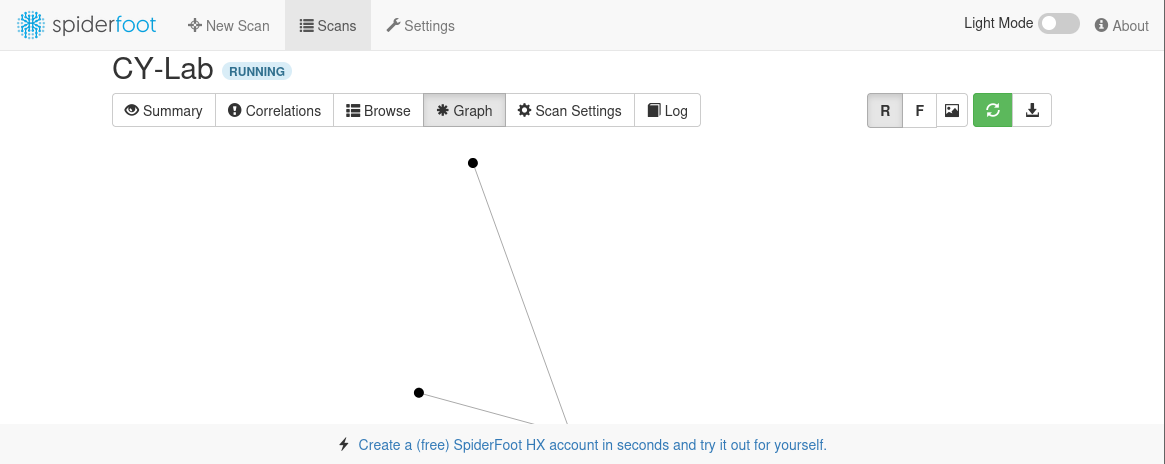 spiderfoot New Scan Scans Settings Light Mode About
CY-Lab RUNNING
Summary Correlations Browse Graph Scan Settings Log R F
Create a (free) SpiderFoot HX account in seconds and try it out for yourself.